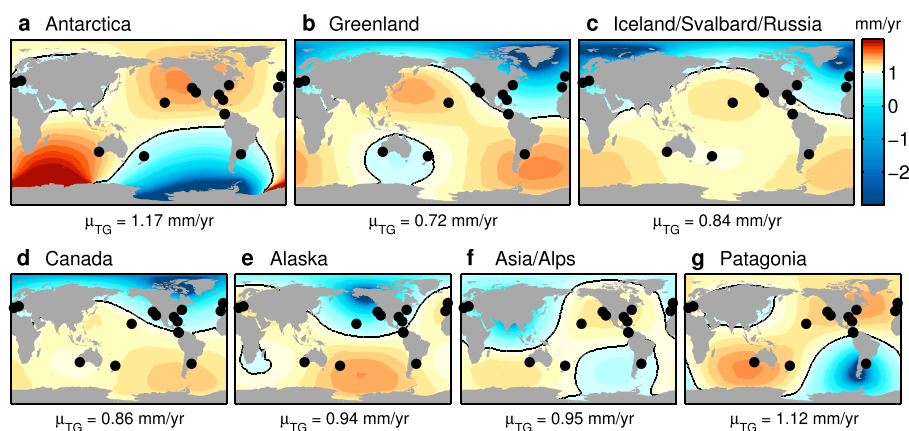 a Antarctica
b Greenland
c Iceland/Svalbard/Russia
mm/yr
1
0
−1
−2
μTG = 1.17 mm/yr
μTG = 0.72 mm/yr
μTG = 0.84 mm/yr
d Canada
e Alaska
f Asia/Alps
g Patagonia
μTG = 0.86 mm/yr
μTG = 0.94 mm/yr
μTG = 0.95 mm/yr
μTG = 1.12 mm/yr